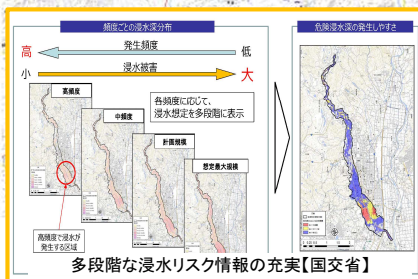 頻度ごとの浸水深分布
高
発生頻度
低
小
浸水被害
大
高頻度
中頻度
計画規模
想定最大規模
各頻度に応じて、
浸水想定を多段階に表示
高頻度で浸水が
発生する区域
危険浸水深の発生しやすさ
多段階な浸水リスク情報の充実【国交省】